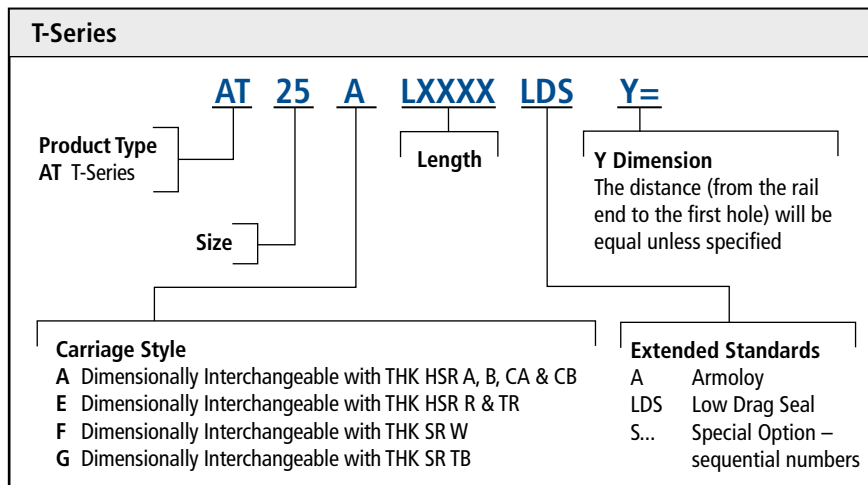 T-Series
AT 25 A LXXXX LDS Y=
Product Type
AT T-Series
Length
Y Dimension
The distance (from the rail
end to the first hole) will be
equal unless specified
Size
Carriage Style
A Dimensionally Interchangeable with THK HSR A, B, CA & CB
E Dimensionally Interchangeable with THK HSR R & TR
F Dimensionally Interchangeable with THK SR W
G Dimensionally Interchangeable with THK SR TB
Extended Standards
A Armoloy
LDS Low Drag Seal
S... Special Option –
sequential numbers